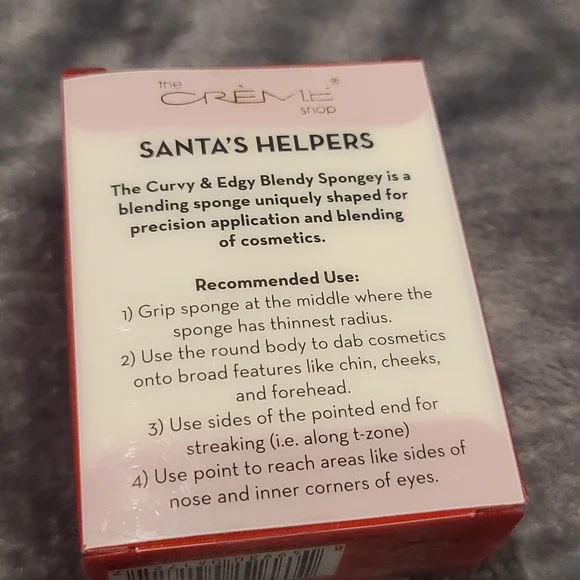 the
CRÈME®
shop
SANTA'S HELPERS
The Curvy & Edgy Blendy Spongey is a
blending sponge uniquely shaped for
precision application and blending
of cosmetics.
Recommended Use:
1) Grip sponge at the middle where the
sponge has thinnest radius.
2) Use the round body to dab cosmetics
onto broad features like chin, cheeks,
and forehead.
3) Use sides of the pointed end for
streaking (i.e. along t-zone)
4) Use point to reach areas like sides of
nose and inner corners of eyes.